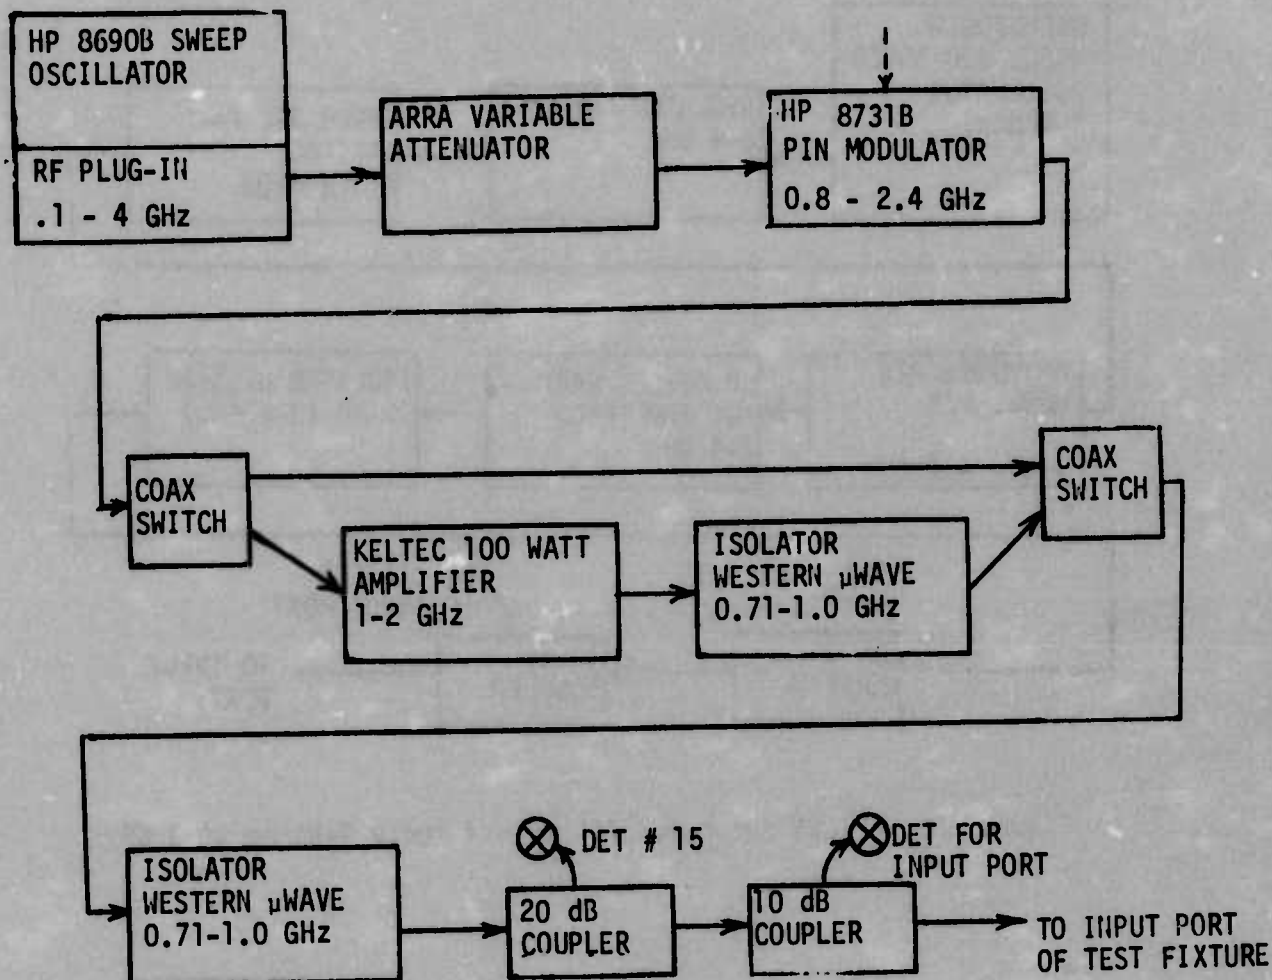 HP 8690B SWEEP
OSCILLATOR
RF PLUG-IN
.1 - 4 GHz
ARRA VARIABLE
ATTENUATOR
HP 8731B
PIN MODULATOR
0.8 - 2.4 GHz
COAX
SWITCH
KELTEC 100 WATT
AMPLIFIER
1-2 GHz
ISOLATOR
WESTERN μWAVE
0.71-1.0 GHz
COAX
SWITCH
ISOLATOR
WESTERN μWAVE
0.71-1.0 GHz
DET # 15
20 dB
COUPLER
DET FOR
INPUT PORT
10 dB
COUPLER
TO INPUT PORT
OF TEST FIXTURE